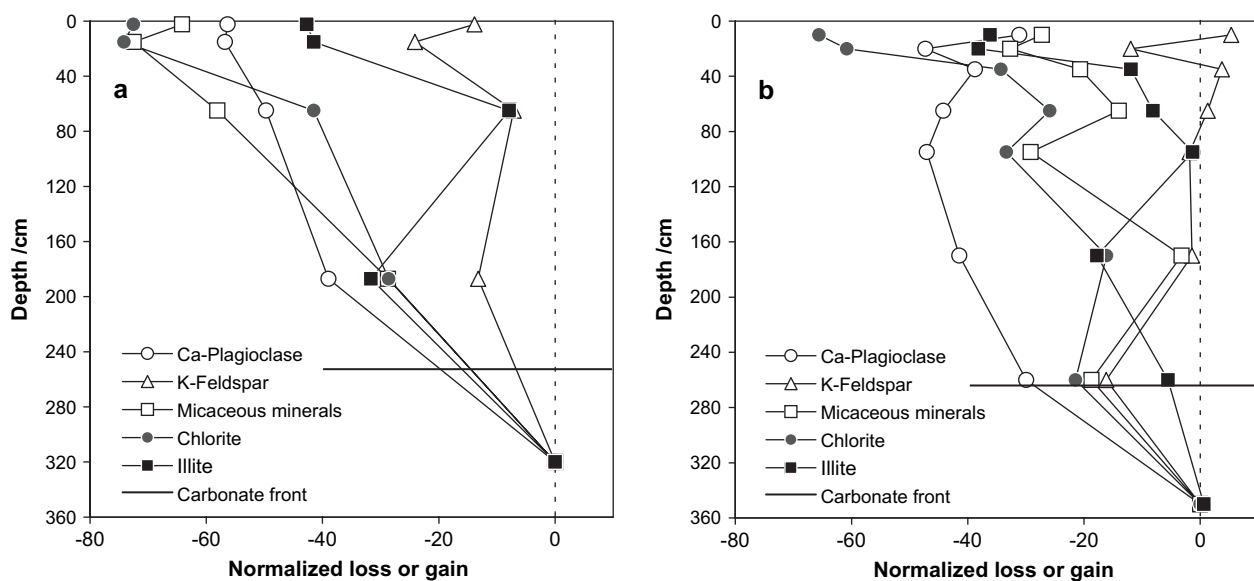 a
Depth /cm
0
40
80
120
160
200
240
280
320
360
-80
-60
-40
-20
0
Normalized loss or gain
Ca-Plagioclase
K-Feldspar
Micaceous minerals
Chlorite
Illite
Carbonate front
b
Depth /cm
0
40
80
120
160
200
240
280
320
360
-80
-60
-40
-20
0
Normalized loss or gain
Ca-Plagioclase
K-Feldspar
Micaceous minerals
Chlorite
Illite
Carbonate front